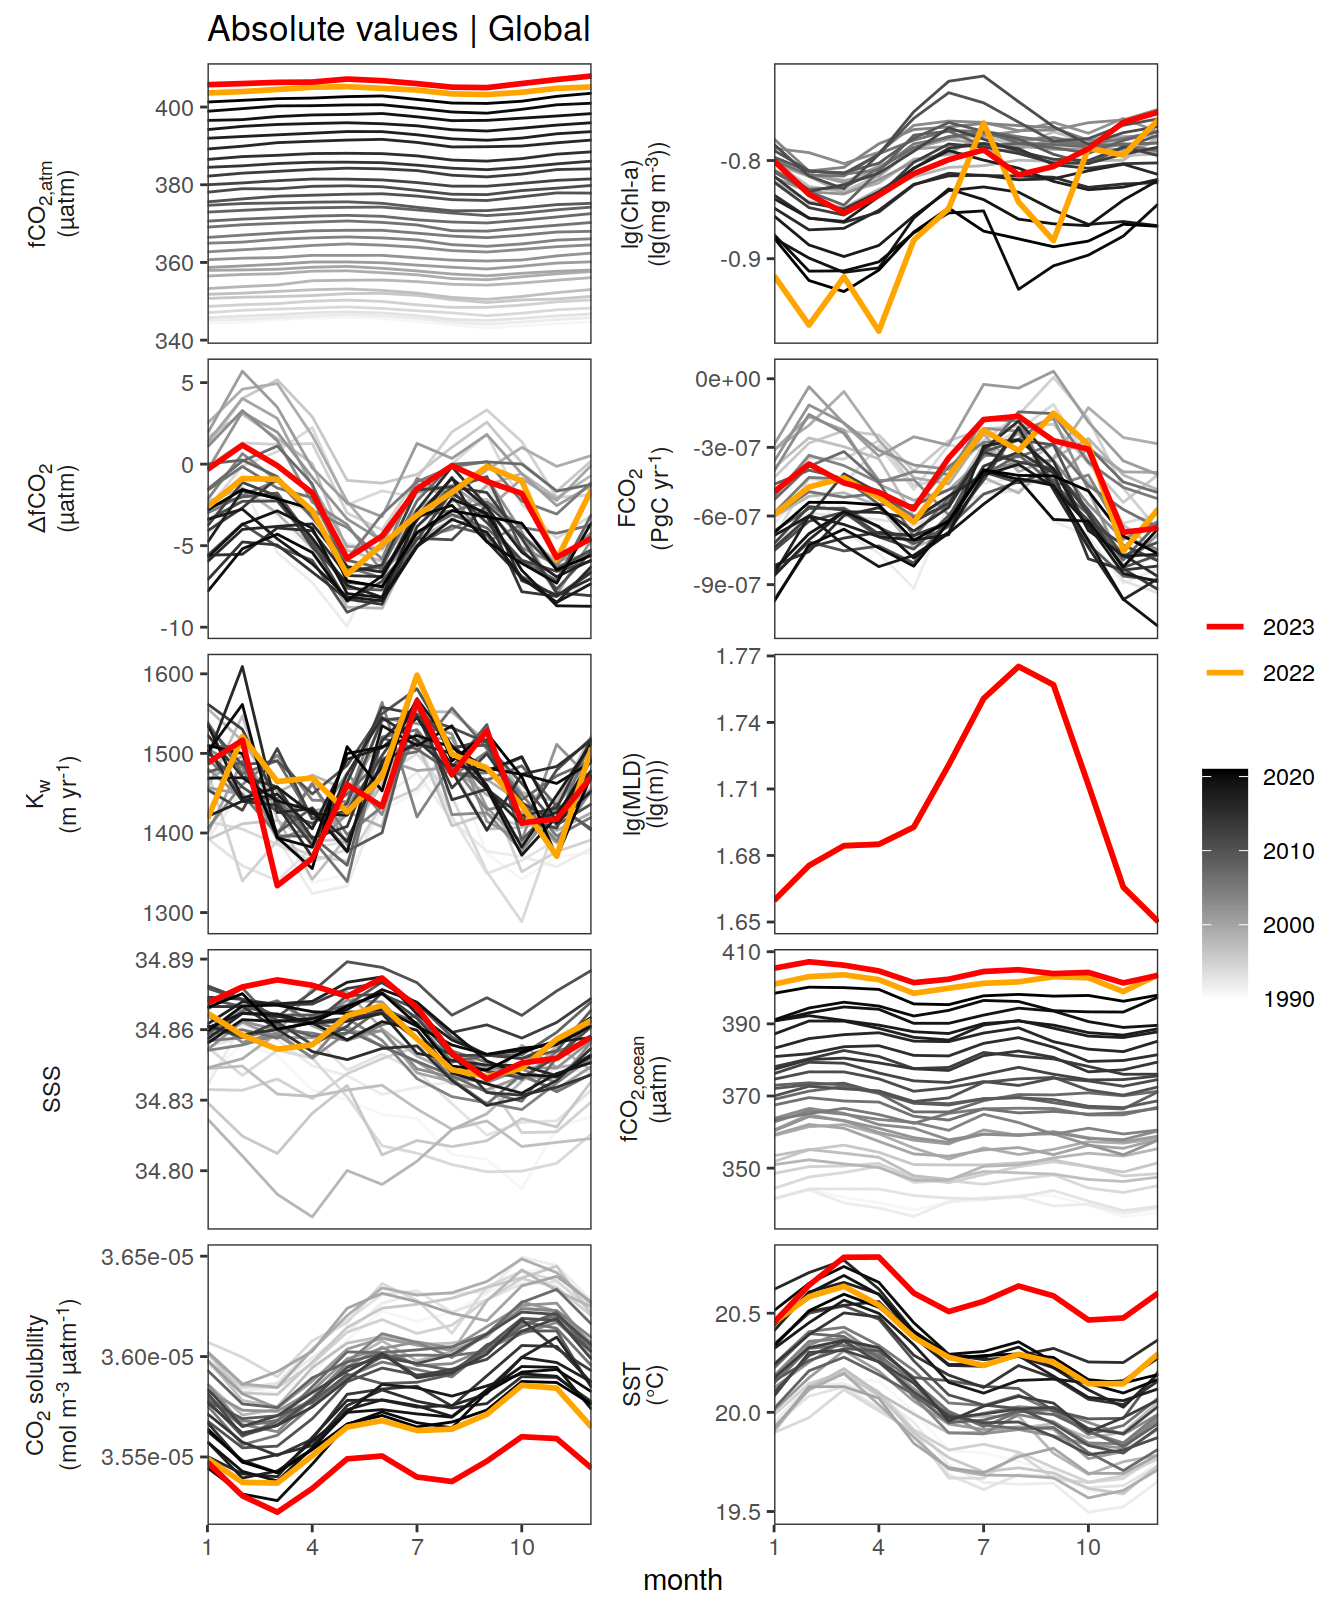 Absolute values | Global
fCO2,atm
(µatm)
400
380
360
340
lg(Chl-a)
(lg(mg m-3))
-0.8
-0.9
ΔfCO2
(µatm)
5
0
-5
-10
FCO2
(PgC yr-1)
0e+00
-3e-07
-6e-07
-9e-07
Kw
(m yr-1)
1600
1500
1400
1300
lg(MLD)
(lg(m))
1.77
1.74
1.71
1.68
1.65
SSS
34.89
34.86
34.83
34.80
fCO2,ocean
(µatm)
410
390
370
350
CO2 solubility
(mol m-3 µatm-1)
3.65e-05
3.60e-05
3.55e-05
SST
(°C)
20.5
20.0
19.5
1 4 7 10
1 4 7 10
month
2023
2022
2020
2010
2000
1990